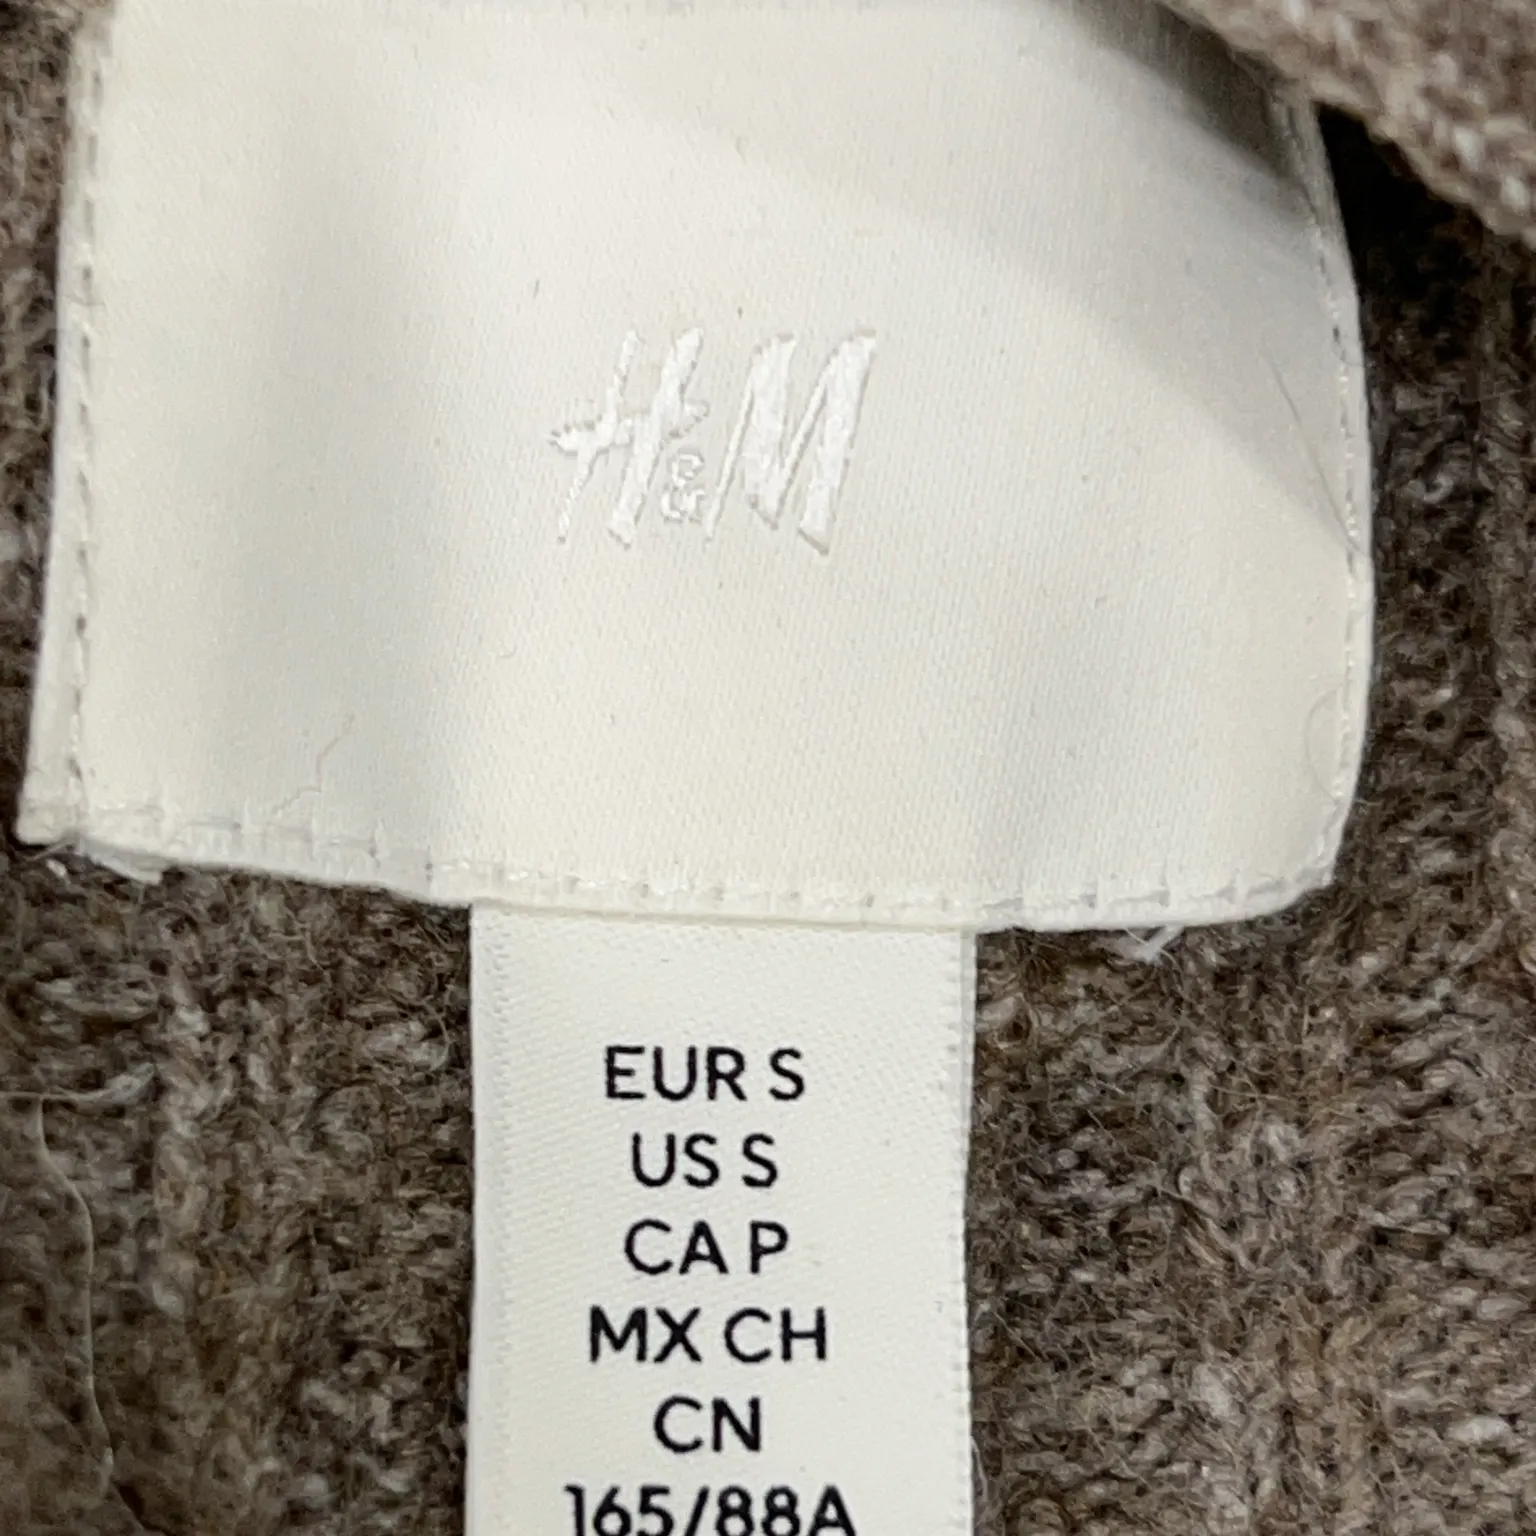 H&M
EUR S
US S
CA P
MX CH
CN
165/88A